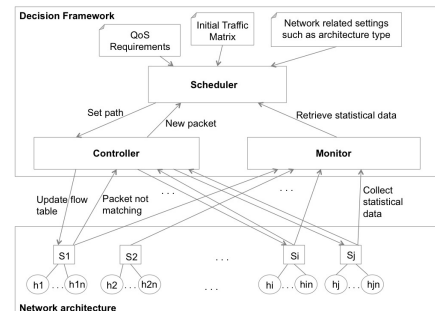 Decision Framework
QoS
Requirements
Initial Traffic
Matrix
Network related settings
such as architecture type
Scheduler
Set path
New packet
Retrieve statistical data
Controller
Monitor
Update flow
table
Packet not
matching
. . .
. . .
Collect
statistical
data
S1
S2
Si
Sj
h1 . . . h1n
h2 . . . h2n
. . .
hi . . . hin
hj . . . hjn
Network architecture